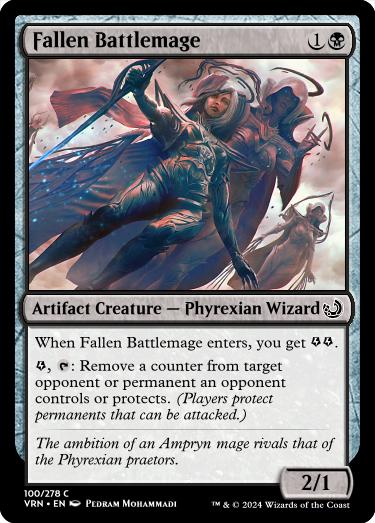 Fallen Battlemage 1
Artifact Creature — Phyrexian Wizard
When Fallen Battlemage enters, you get .
, : Remove a counter from target
opponent or permanent an opponent
controls or protects. (Players protect
permanents that can be attacked.)
The ambition of an Ampryn mage rivals that of
the Phyrexian praetors.
2/1
100/278 C
VRN • EN Pedram Mohammadi
™ & © 2024 Wizards of the Coast